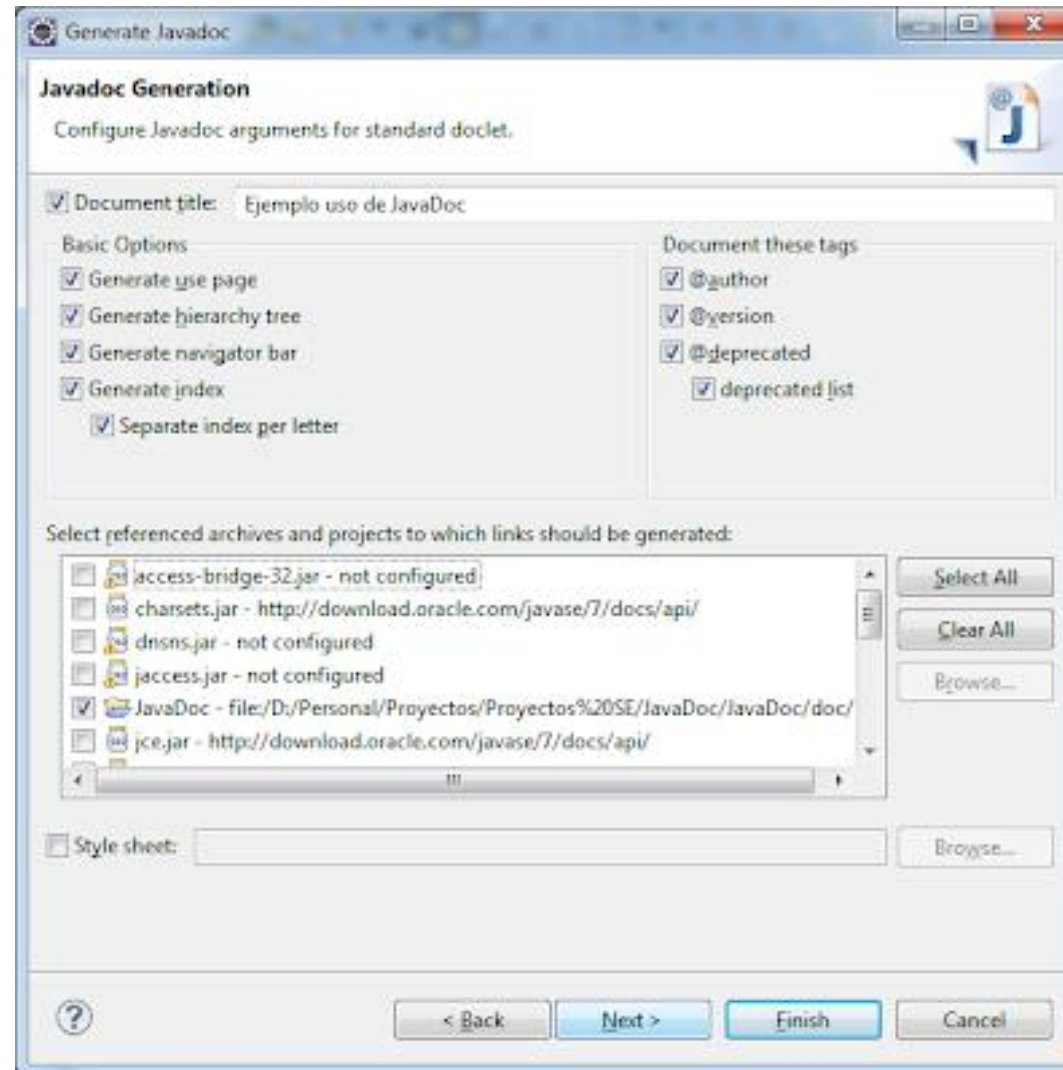 Generate Javadoc
Javadoc Generation
Configure Javadoc arguments for standard doclet.
Document title: Ejemplo uso de JavaDoc
Basic Options
Generate use page
Generate hierarchy tree
Generate navigator bar
Generate index
Separate index per letter
Document these tags
@author
@version
@deprecated
deprecated list
Select referenced archives and projects to which links should be generated:
access-bridge-32.jar - not configured
charsets.jar - http://download.oracle.com/javase/7/docs/api/
dnsns.jar - not configured
jaccess.jar - not configured
JavaDoc - file:/D:/Personal/Proyectos/Proyectos%20SE/JavaDoc/JavaDoc/doc/
jce.jar - http://download.oracle.com/javase/7/docs/api/
Select All
Clear All
Browse...
Style sheet:
Browse...
< Back
Next >
Finish
Cancel